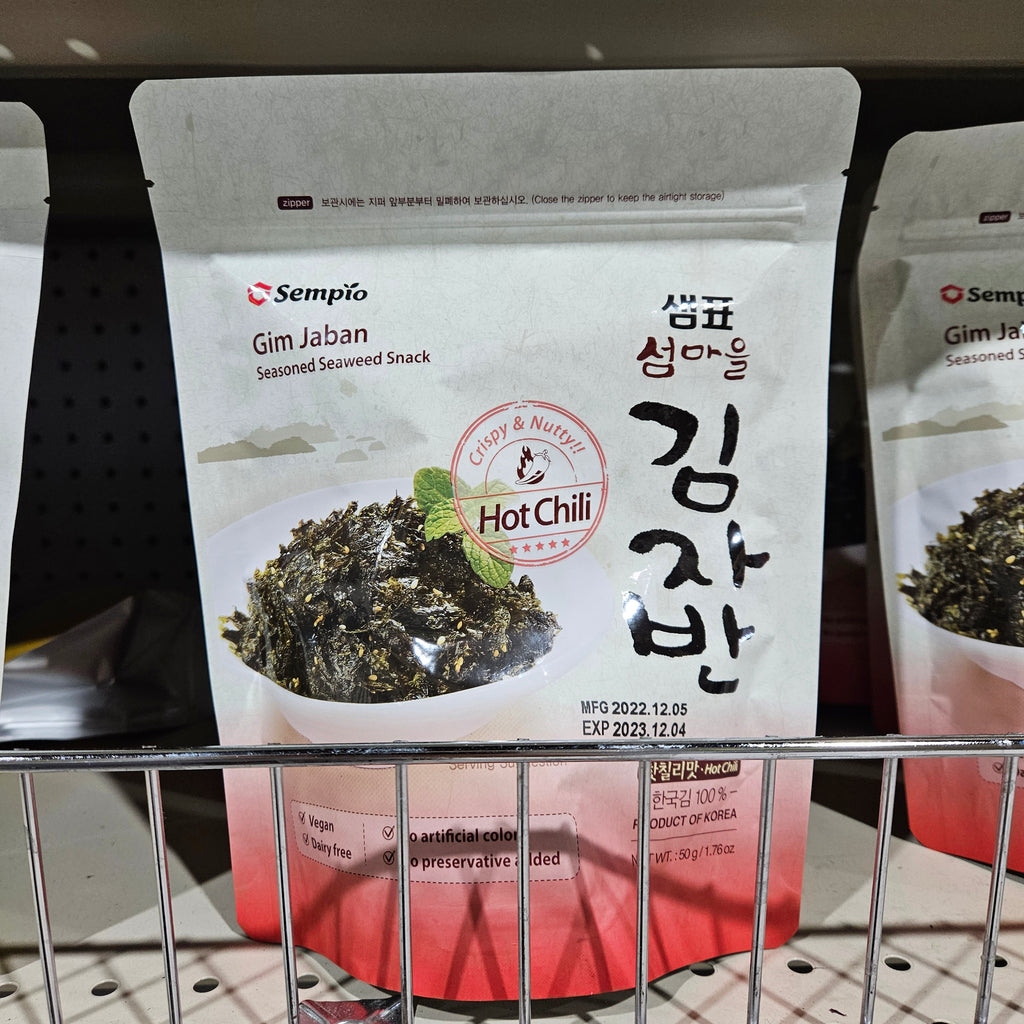 zipper 보관시에는 지퍼 앞부분부터 밀폐하여 보관하십시오. (Close the zipper to keep the airtight storage)
Sempio
Gim Jaban
Seasoned Seaweed Snack
샘표
섬마을
김
자
반
Crispy & Nutty!!
Hot Chili
MFG 2022.12.05
EXP 2023.12.04
Serving Suggestion
핫칠리맛·Hot Chili
한국김 100%
PRODUCT OF KOREA
NET WT.: 50g / 1.76oz
Vegan
Dairy free
No artificial color
No preservative added
zipper
Gim Ja
Seasoned S